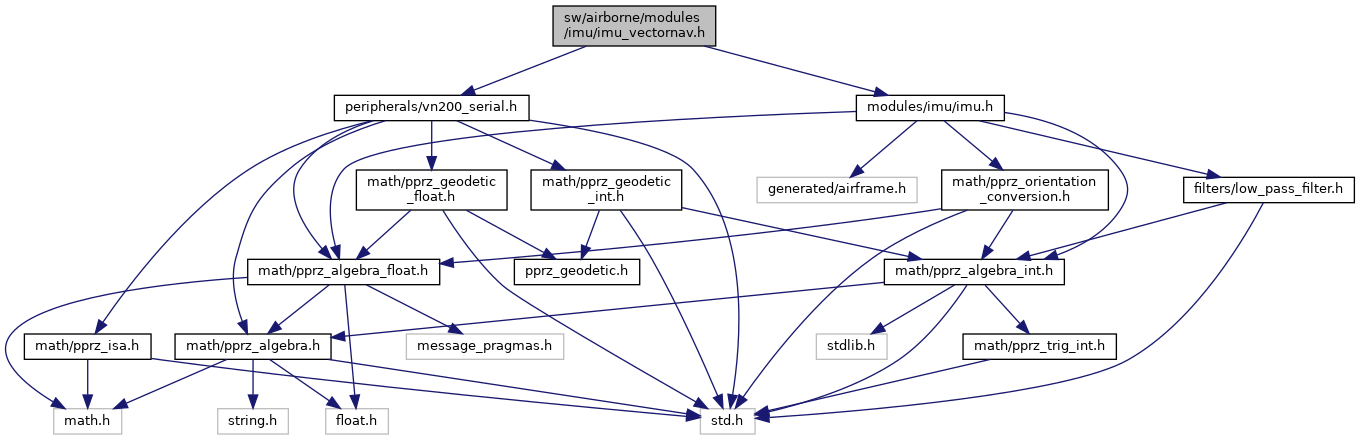 sw/airborne/modules
/imu/imu_vectornav.h
peripherals/vn200_serial.h
modules/imu/imu.h
math/pprz_geodetic
_float.h
math/pprz_geodetic
_int.h
generated/airframe.h
math/pprz_orientation
_conversion.h
filters/low_pass_filter.h
math/pprz_algebra_float.h
pprz_geodetic.h
math/pprz_algebra_int.h
math/pprz_isa.h
math/pprz_algebra.h
message_pragmas.h
stdlib.h
math/pprz_trig_int.h
math.h
string.h
float.h
std.h